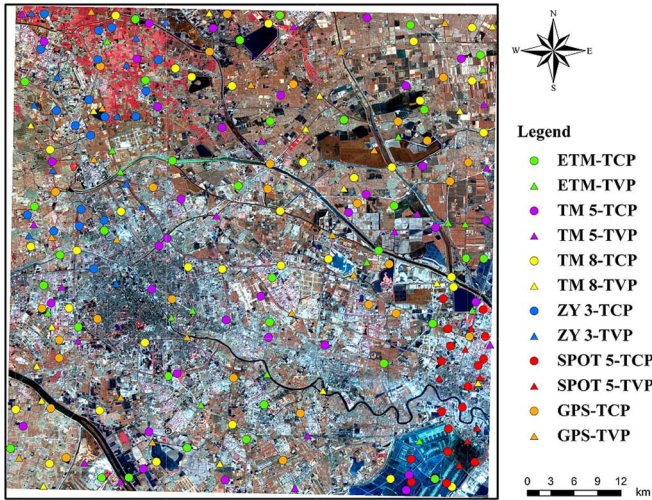 N
W E
S
Legend
ETM-TCP
ETM-TVP
TM 5-TCP
TM 5-TVP
TM 8-TCP
TM 8-TVP
ZY 3-TCP
ZY 3-TVP
SPOT 5-TCP
SPOT 5-TVP
GPS-TCP
GPS-TVP
0 3 6 9 12
km